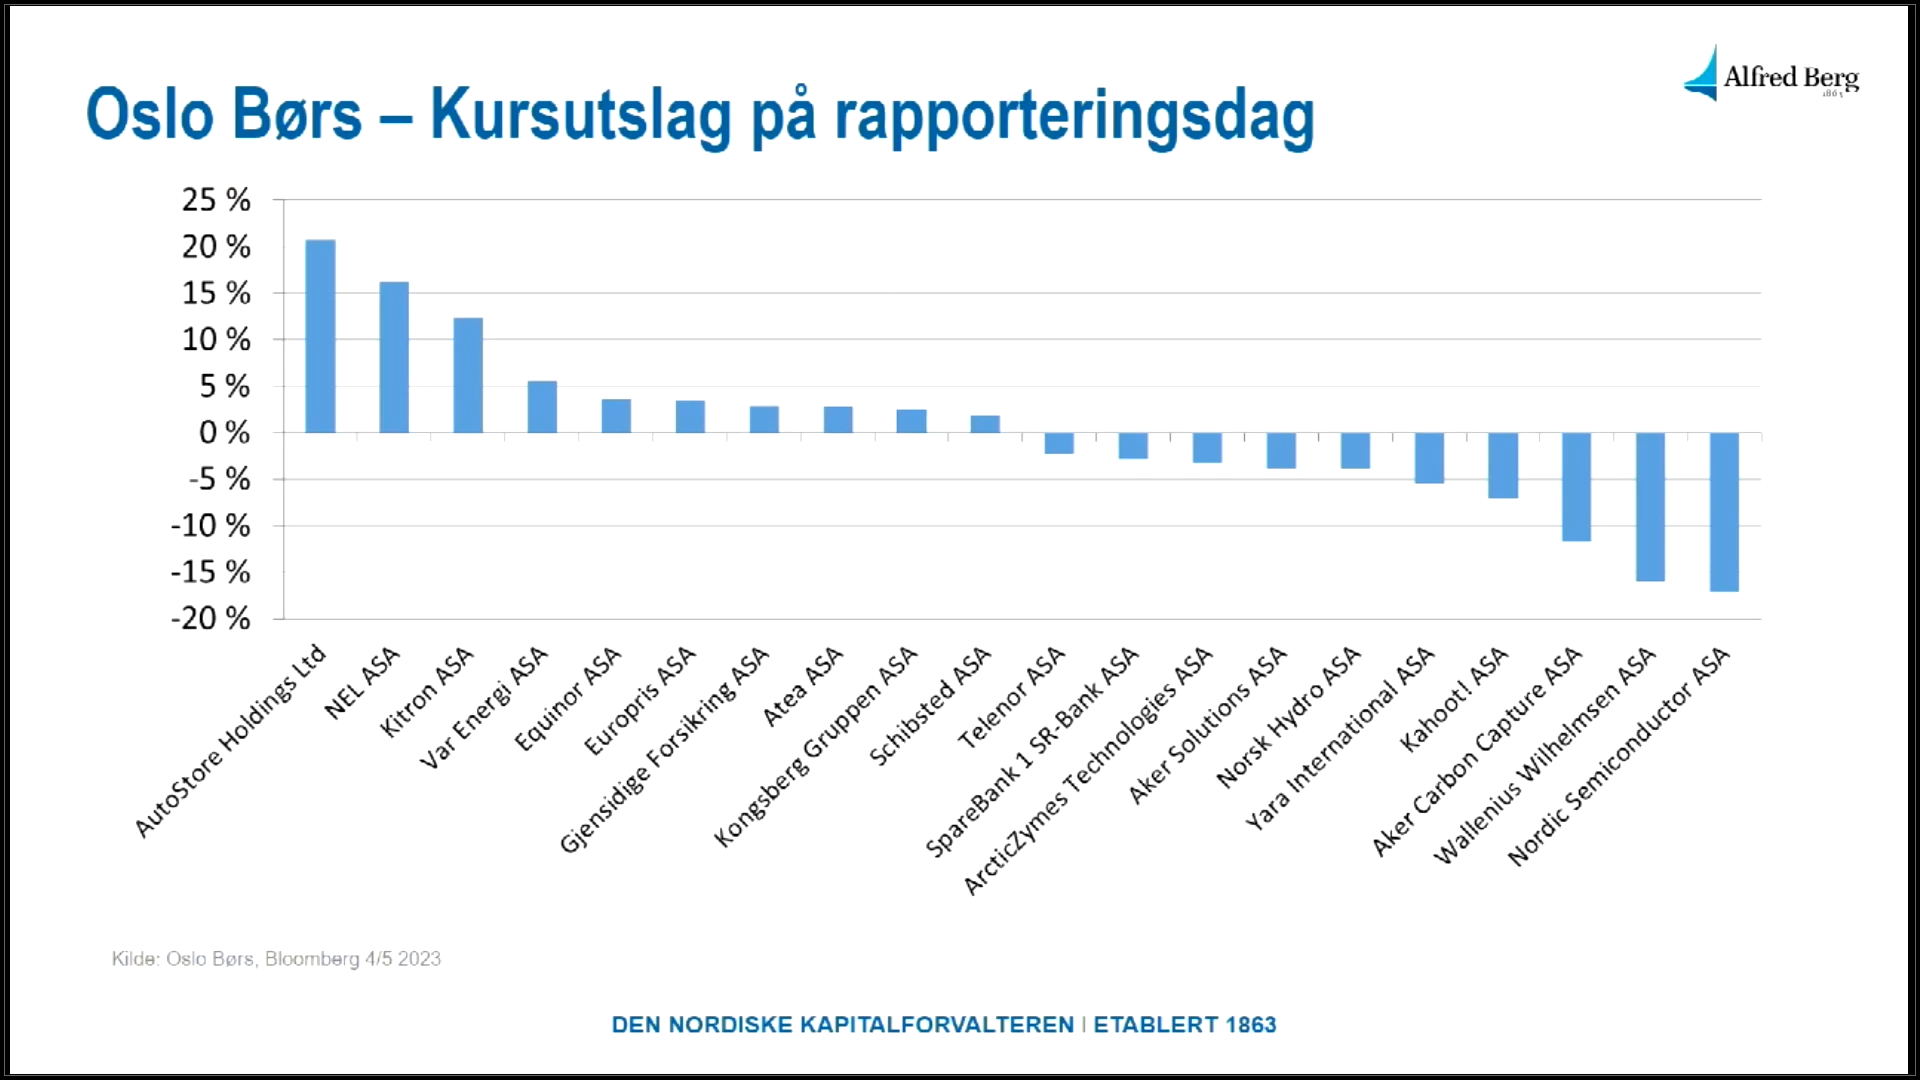 Alfred Berg
1863
Oslo Børs – Kursutslag på rapporteringsdag
25 %
20 %
15 %
10 %
5 %
0 %
-5 %
-10 %
-15 %
-20 %
AutoStore Holdings Ltd
NEL ASA
Kitron ASA
Var Energi ASA
Equinor ASA
Europris ASA
Gjensidige Forsikring ASA
Atea ASA
Kongsberg Gruppen ASA
Schibsted ASA
Telenor ASA
SpareBank 1 SR-Bank ASA
ArcticZymes Technologies ASA
Aker Solutions ASA
Norsk Hydro ASA
Yara International ASA
Kahoot! ASA
Aker Carbon Capture ASA
Wallenius Wilhelmsen ASA
Nordic Semiconductor ASA
Kilde: Oslo Børs, Bloomberg 4/5 2023
DEN NORDISKE KAPITALFORVALTEREN | ETABLERT 1863